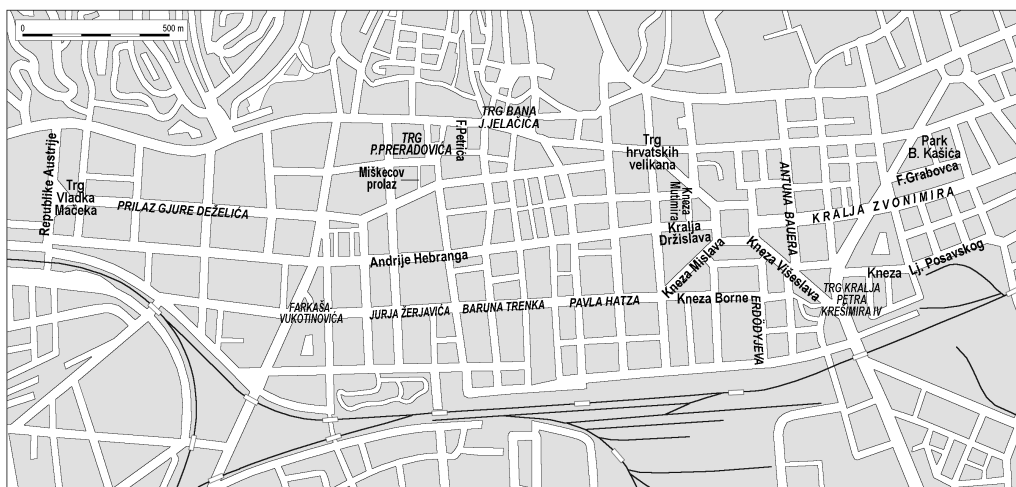 0 500 m
TRG BANA
J.JELAČIĆA
F.Petrića
TRG
P.PRERADOVIĆA
Miškecov
prolaz
Trg
hrvatskih
velikana
Park
B. Kašića
F.Grabovca
Republike Austrije
Trg
Vladka
Mačeka
PRILAZ GJURE DEŽELIĆA
Kneza
Mutimira
ANTUNA BAUERA
KRALJA ZVONIMIRA
Kralja
Držislava
Andrije Hebranga
Kneza Mislava
Kneza Višeslava
Kneza Lj. Posavskog
FARKAŠA-
VUKOTINOVIĆA
JURJA ŽERJAVIĆA
BARUNA TRENKA
PAVLA HATZA
Kneza Borne
ERDÖDYJEVA
TRG KRALJA
PETRA
KREŠIMIRA IV